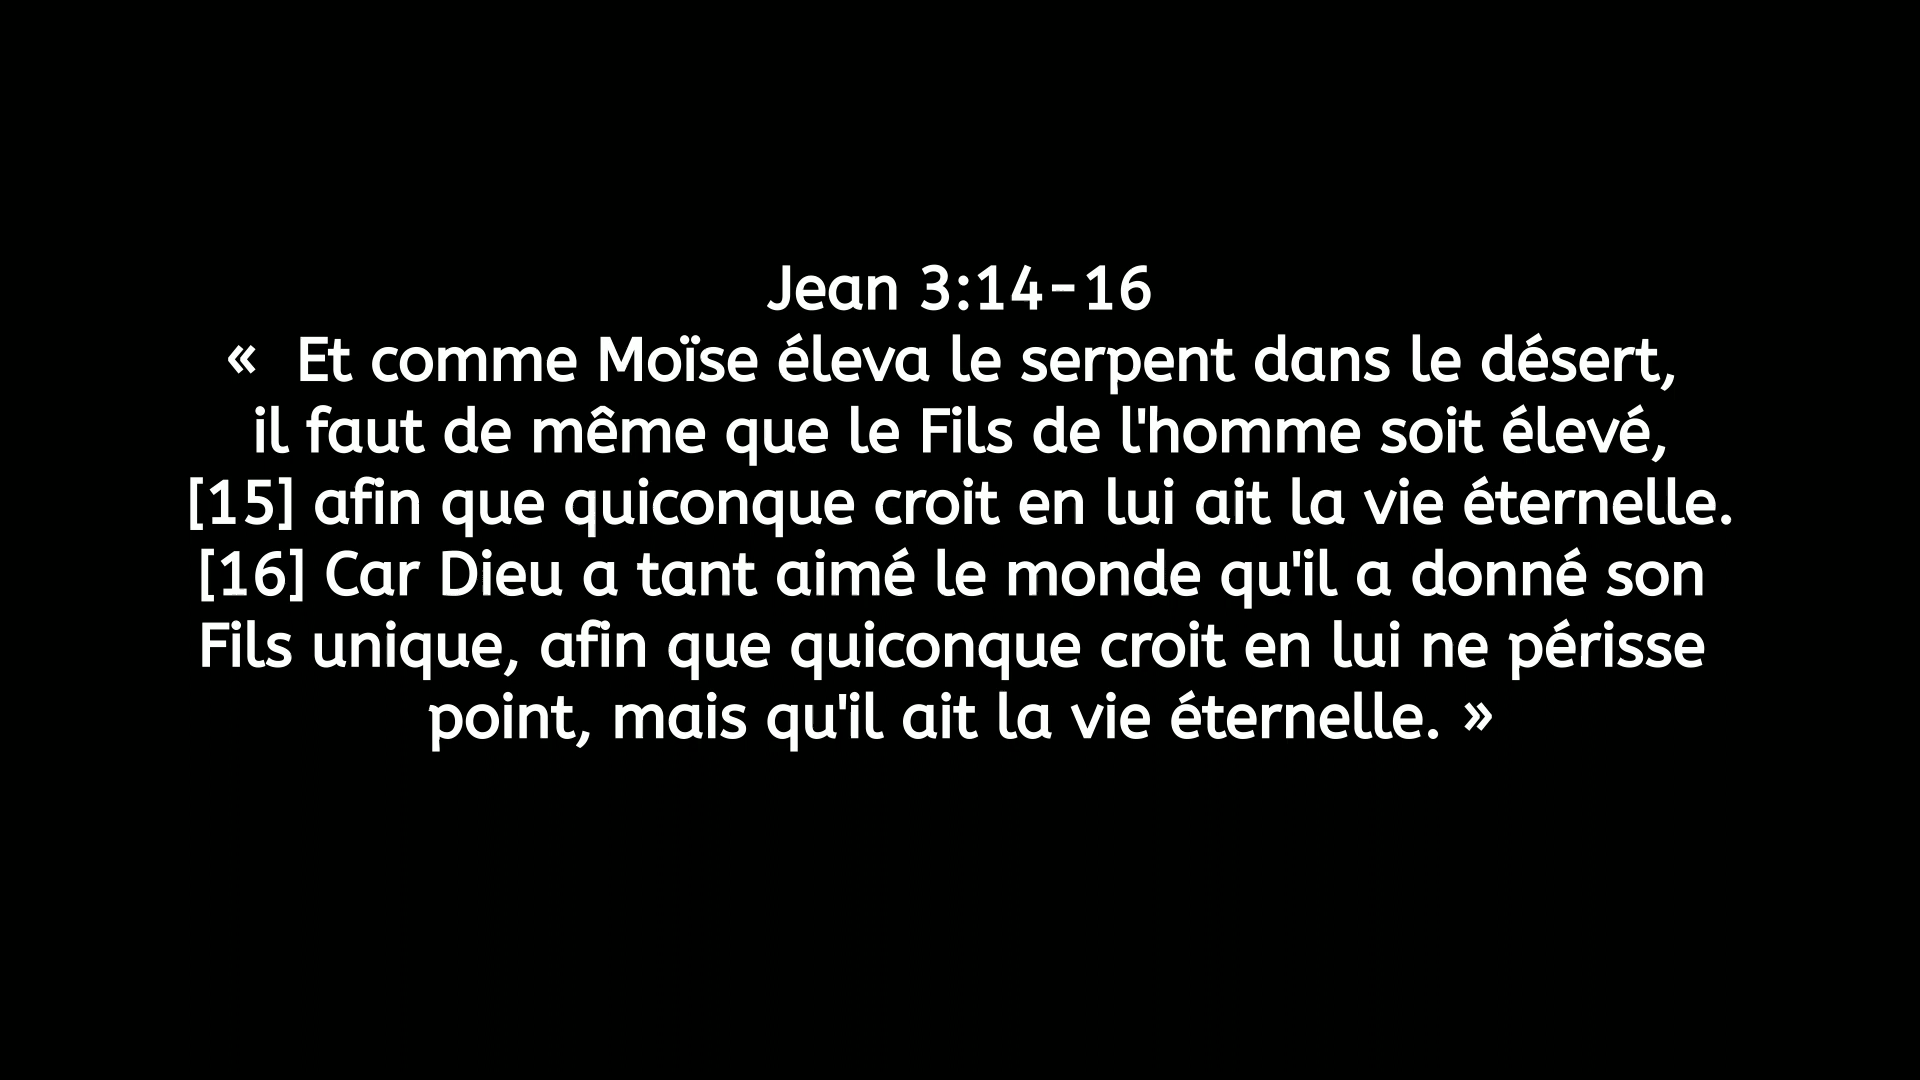 Jean 3:14-16
«  Et comme Moïse éleva le serpent dans le désert,
il faut de même que le Fils de l'homme soit élevé,
[15] afin que quiconque croit en lui ait la vie éternelle.
[16] Car Dieu a tant aimé le monde qu'il a donné son
Fils unique, afin que quiconque croit en lui ne périsse
point, mais qu'il ait la vie éternelle. »